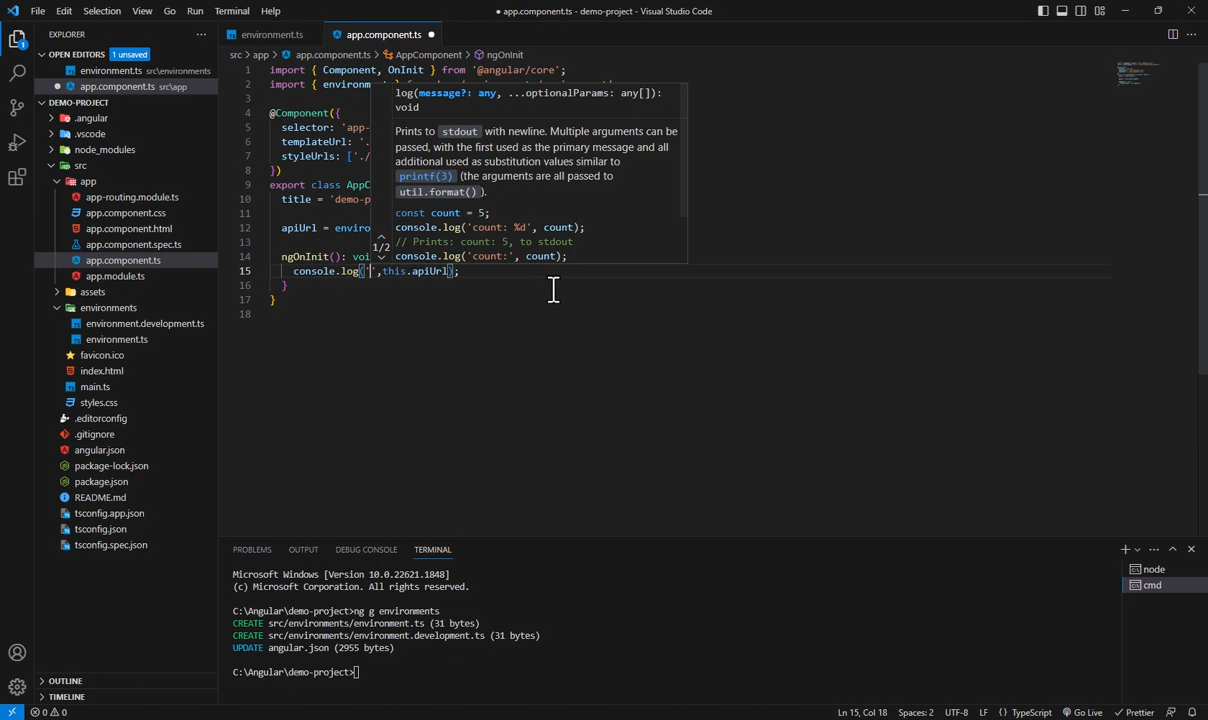 File Edit Selection View Go Run Terminal Help
● app.component.ts - demo-project - Visual Studio Code
EXPLORER ...
OPEN EDITORS 1 unsaved
environment.ts src\environments
app.component.ts src\app
DEMO-PROJECT
.angular
.vscode
node_modules
src
app
app-routing.module.ts
app.component.css
app.component.html
app.component.spec.ts
app.component.ts
app.module.ts
assets
environments
environment.development.ts
environment.ts
favicon.ico
index.html
main.ts
styles.css
.editorconfig
.gitignore
angular.json
package-lock.json
package.json
README.md
tsconfig.app.json
tsconfig.json
tsconfig.spec.json
OUTLINE
TIMELINE
environment.ts app.component.ts
src > app > app.component.ts > AppComponent > ngOnInit
1 import { Component, OnInit } from '@angular/core';
2 import { environm
3
4 @Component({
5 selector: 'app-
6 templateUrl: '.
7 styleUrls: ['./
8 })
9 export class AppC
10 title = 'demo-p
11
12 apiUrl = enviro
13
14 ngOnInit(): voi
15 console.log('',this.apiUrl);
16 }
17 }
18
log(message?: any, ...optionalParams: any[]):
void
Prints to stdout with newline. Multiple arguments can be
passed, with the first used as the primary message and all
additional used as substitution values similar to
printf(3) (the arguments are all passed to
util.format()).
const count = 5;
console.log('count: %d', count);
// Prints: count: 5, to stdout
console.log('count:', count);
1/2
PROBLEMS OUTPUT DEBUG CONSOLE TERMINAL
Microsoft Windows [Version 10.0.22621.1848]
(c) Microsoft Corporation. All rights reserved.
C:\Angular\demo-project>ng g environments
CREATE src/environments/environment.ts (31 bytes)
CREATE src/environments/environment.development.ts (31 bytes)
UPDATE angular.json (2955 bytes)
C:\Angular\demo-project>
node
cmd
0 0
Ln 15, Col 18 Spaces: 2 UTF-8 LF {} TypeScript Go Live Prettier